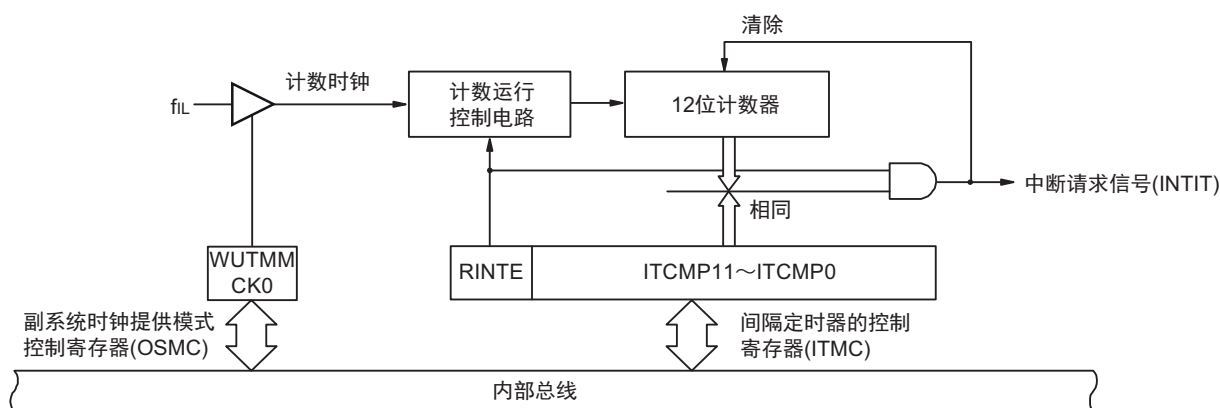 清除
fIL
计数时钟
计数运行
控制电路
12位计数器
中断请求信号(INTIT)
相同
WUTMM
CK0
RINTE
ITCMP11～ITCMP0
副系统时钟提供模式
控制寄存器(OSMC)
间隔定时器的控制
寄存器(ITMC)
内部总线